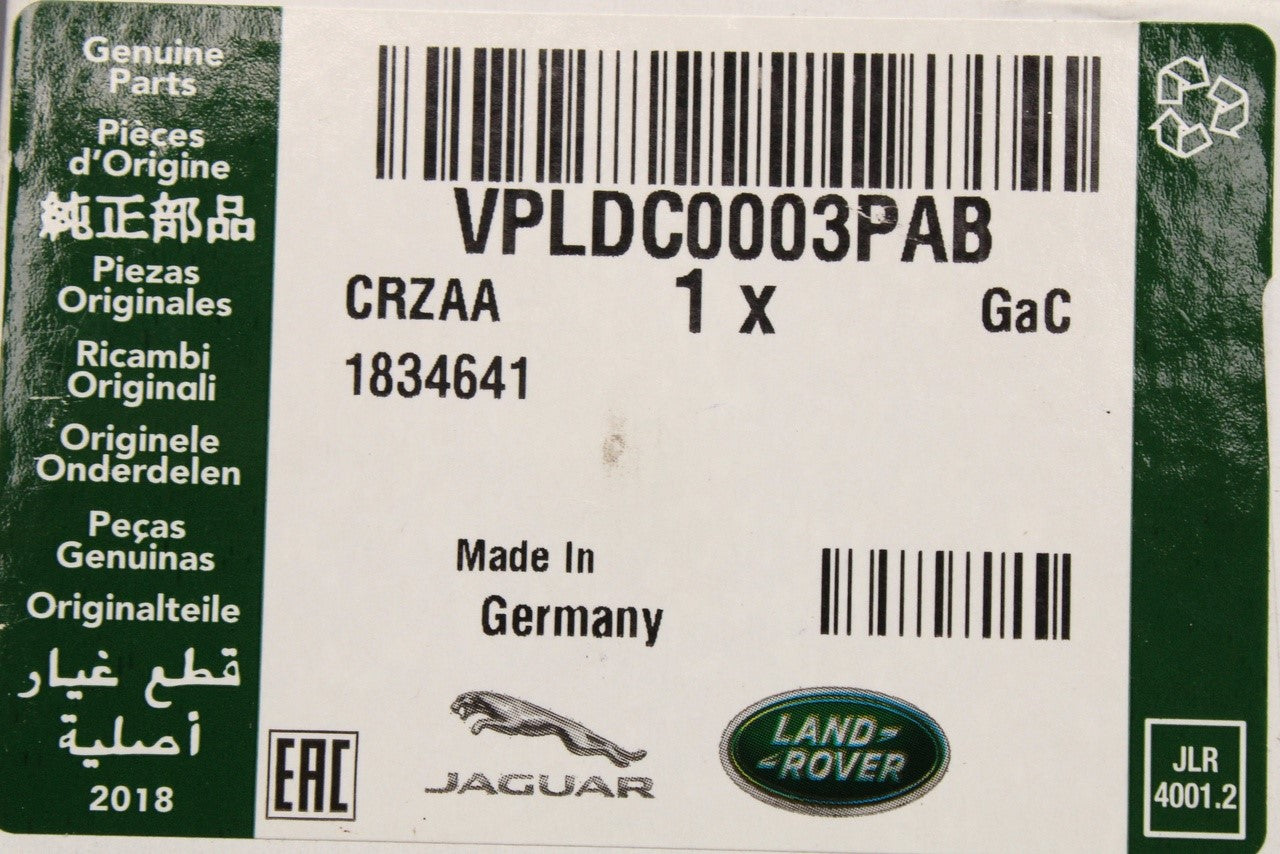 Genuine
Parts
Pièces
d'Origine
純正部品
Piezas
Originales
Ricambi
Originali
Originele
Onderdelen
Peças
Genuinas
Originalteile
قطع غيار
أصلية
2018
VPLDC0003PAB
CRZAA 1 x GaC
1834641
Made In
Germany
EAC
JAGUAR
LAND-
-ROVER
JLR
4001.2